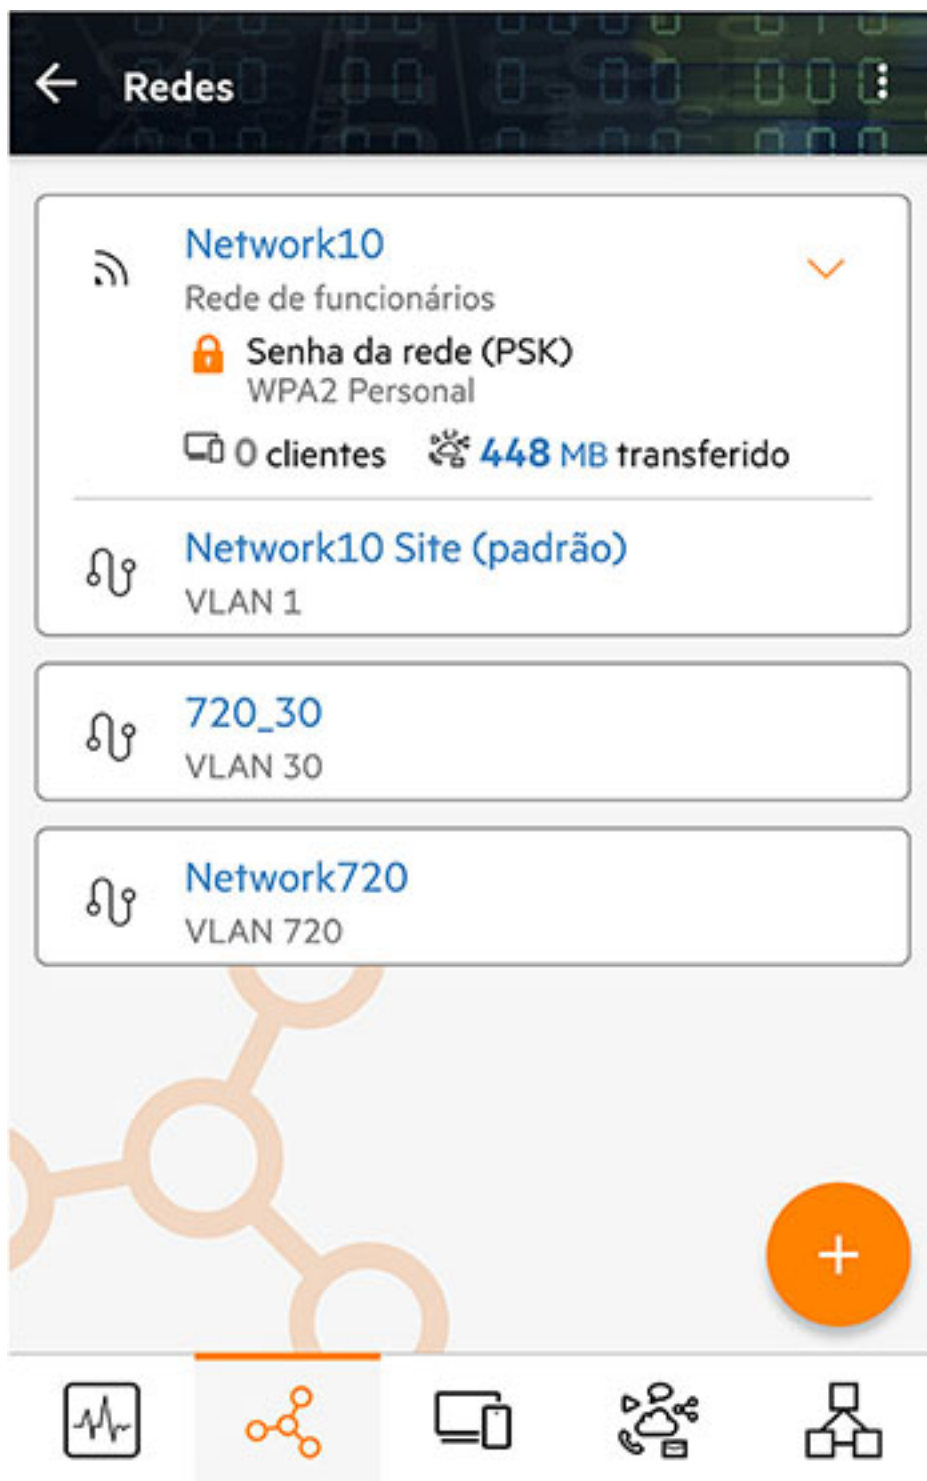 Redes
Network10
Rede de funcionários
Senha da rede (PSK)
WPA2 Personal
0 clientes 448 MB transferido
Network10 Site (padrão)
VLAN 1
720_30
VLAN 30
Network720
VLAN 720